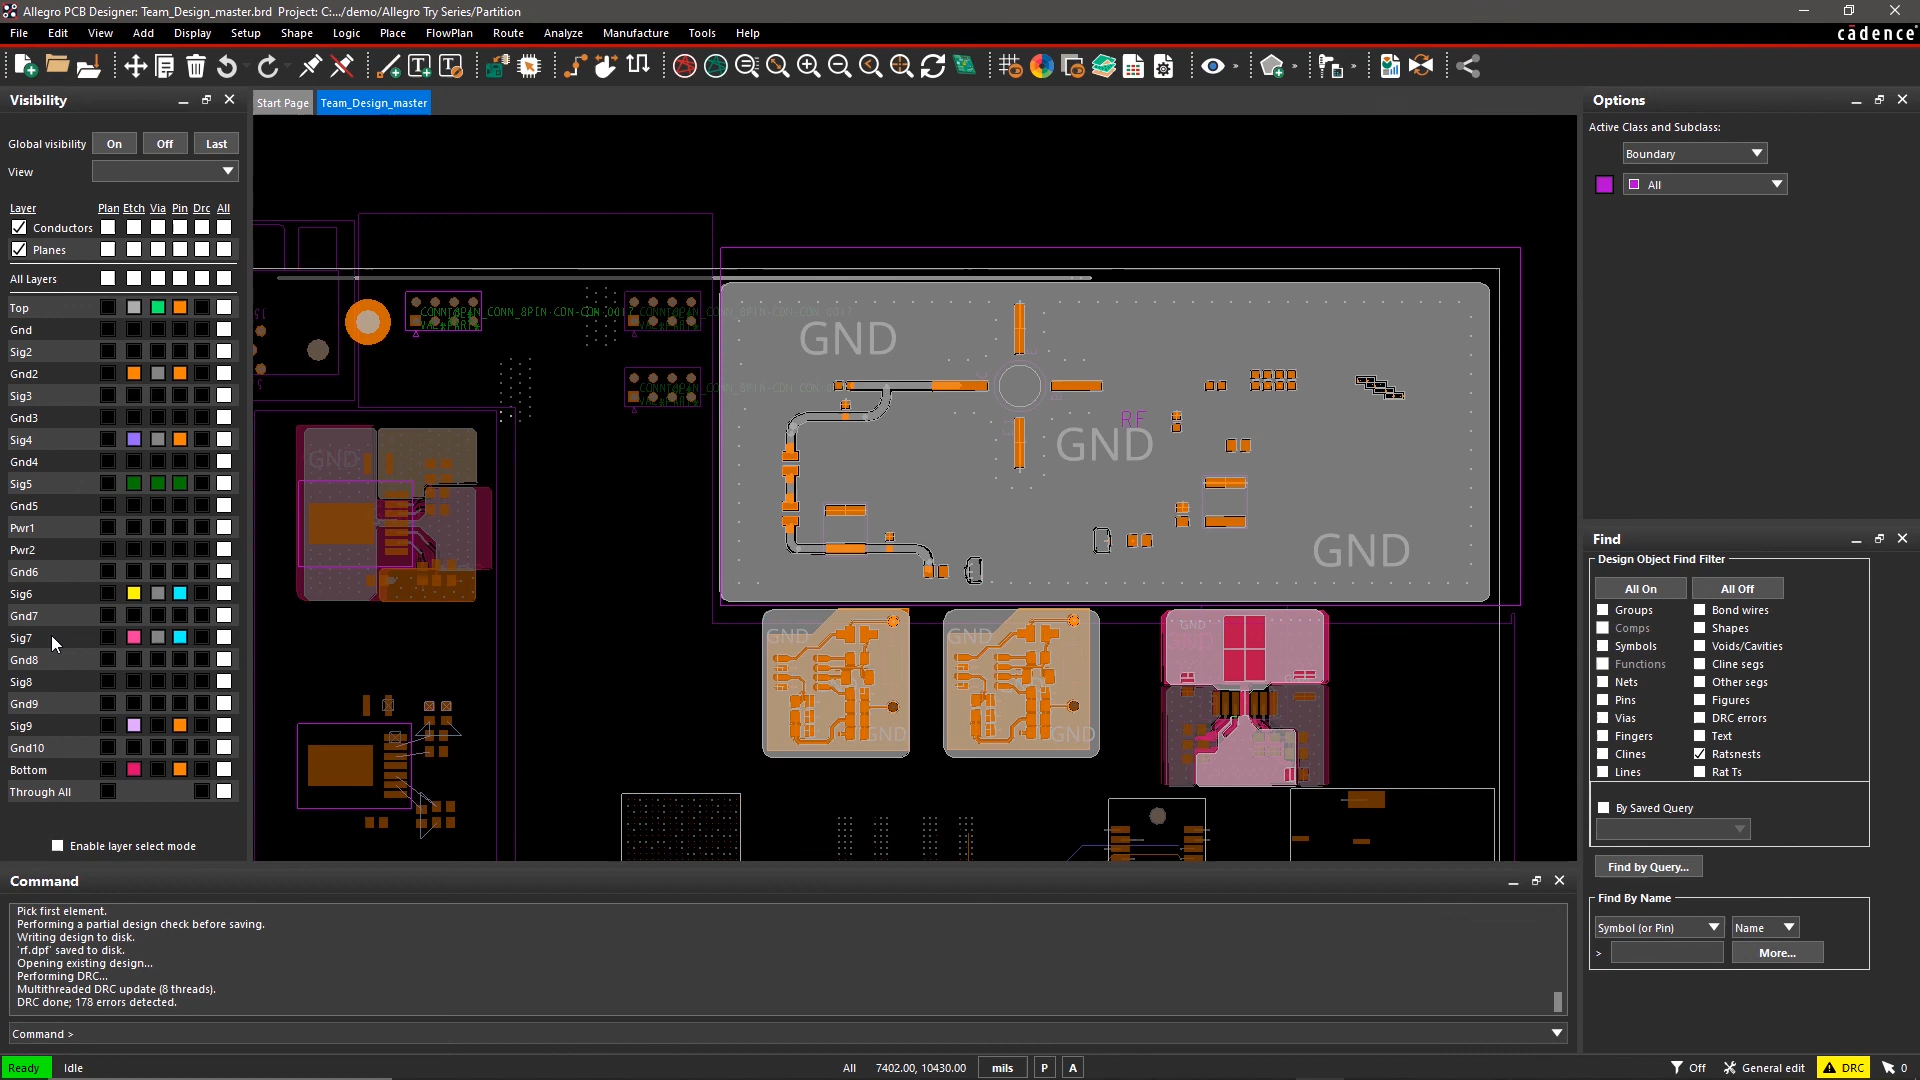 Allegro PCB Designer: Team_Design_master.brd Project: C:.../demo/Allegro Try Series/Partition
File Edit View Add Display Setup Shape Logic Place FlowPlan Route Analyze Manufacture Tools Help
cādence
Visibility
Start Page
Team_Design_master
Options
Global visibility On Off Last
View
Layer Plan Etch Via Pin Drc All
Conductors
Planes
All Layers
Top
Gnd
Sig2
Gnd2
Sig3
Gnd3
Sig4
Gnd4
Sig5
Gnd5
Pwr1
Pwr2
Gnd6
Sig6
Gnd7
Sig7
Gnd8
Sig8
Gnd9
Sig9
Gnd10
Bottom
Through All
Enable layer select mode
GND
RF
GND
GND
GND
GND
GND
GND
GND
GND
Active Class and Subclass:
Boundary
All
Find
Design Object Find Filter
All On All Off
Groups Bond wires
Comps Shapes
Symbols Voids/Cavities
Functions Cline segs
Nets Other segs
Pins Figures
Vias DRC errors
Fingers Text
Clines Ratsnests
Lines Rat Ts
By Saved Query
Find by Query...
Find By Name
Symbol (or Pin) Name
> More...
Command
Pick first element.
Performing a partial design check before saving.
Writing design to disk.
'rf.dpf' saved to disk.
Opening existing design...
Performing DRC...
Multithreaded DRC update (8 threads).
DRC done; 178 errors detected.
Command >
Ready Idle All 7402.00, 10430.00 mils P A Off General edit DRC 0